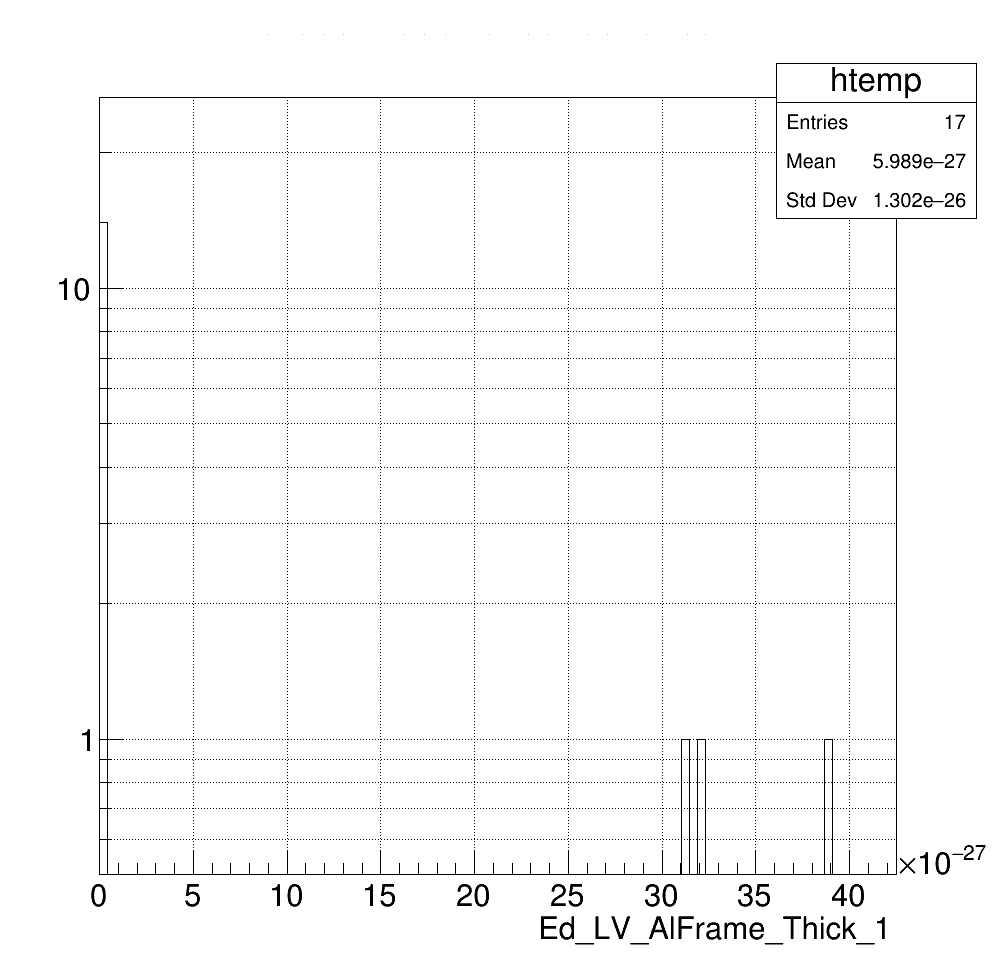 htemp
Entries 17
Mean 5.989e−27
Std Dev 1.302e−26
10
1
0 5 10 15 20 25 30 35 40
×10−27
Ed_LV_AlFrame_Thick_1